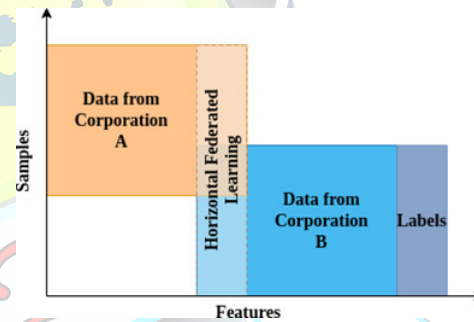 Samples
Data from
Corporation
A
Horizontal Federated
Learning
Data from
Corporation
B
Labels
Features